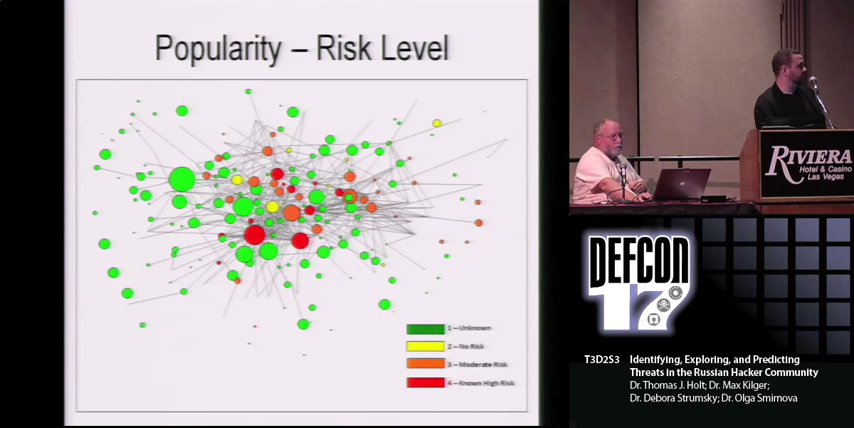 Popularity – Risk Level
1 – Unknown
2 – No Risk
3 – Moderate Risk
4 – Known High Risk
RIVIERA
Hotel & Casino
Las Vegas
DEFCON
17
T3D2S3 Identifying, Exploring, and Predicting
Threats in the Russian Hacker Community
Dr. Thomas J. Holt; Dr. Max Kilger;
Dr. Debora Strumsky; Dr. Olga Smirnova